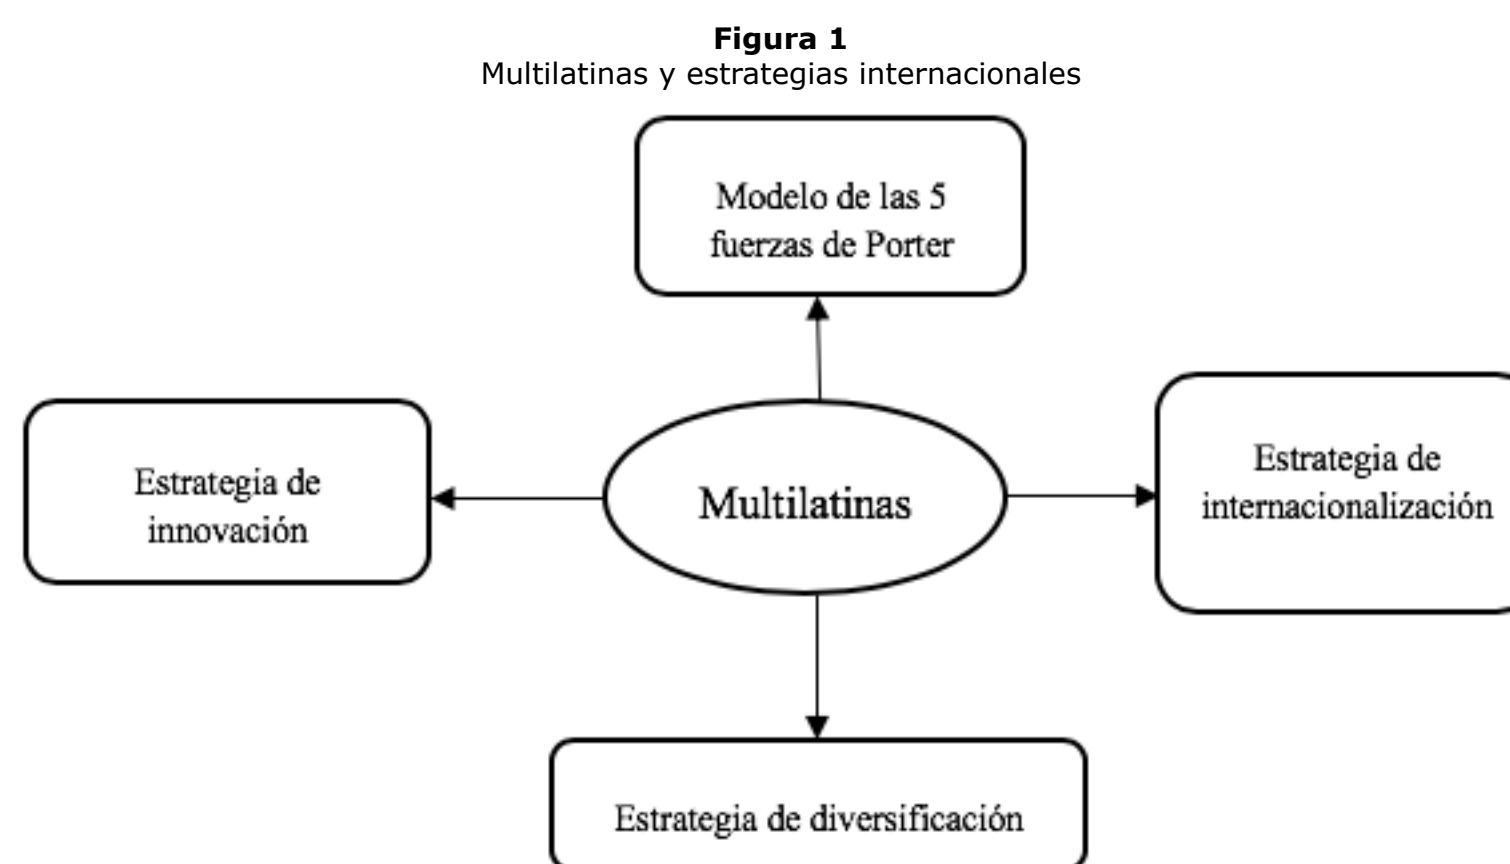 Figura 1
Multilatinas y estrategias internacionales
Modelo de las 5
fuerzas de Porter
Estrategia de
innovación
Multilatinas
Estrategia de
internacionalización
Estrategia de diversificación